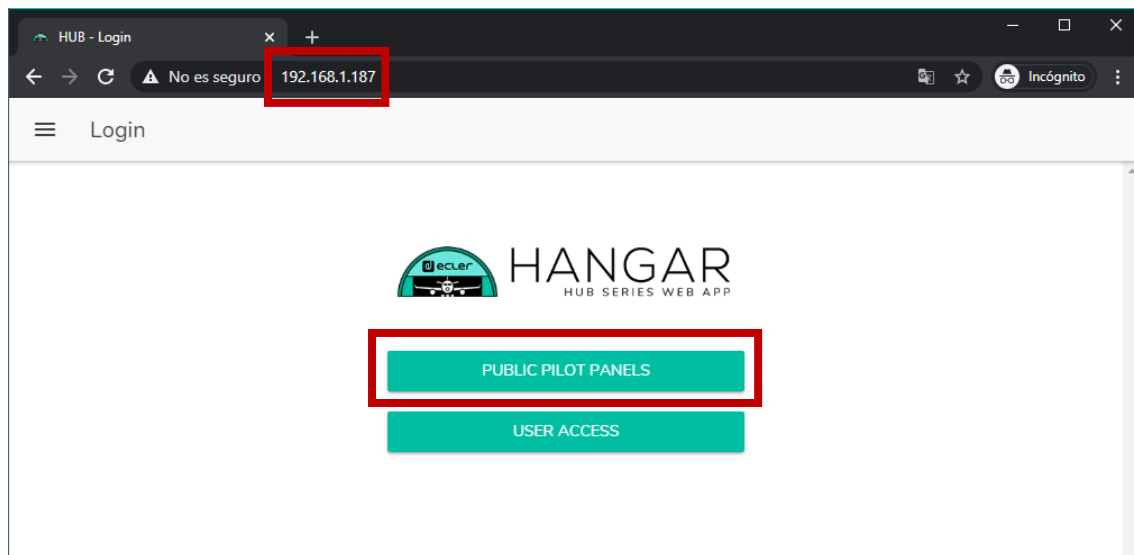 HUB - Login
No es seguro 192.168.1.187 Incógnito
Login
ecler HANGAR
HUB SERIES WEB APP
PUBLIC PILOT PANELS
USER ACCESS